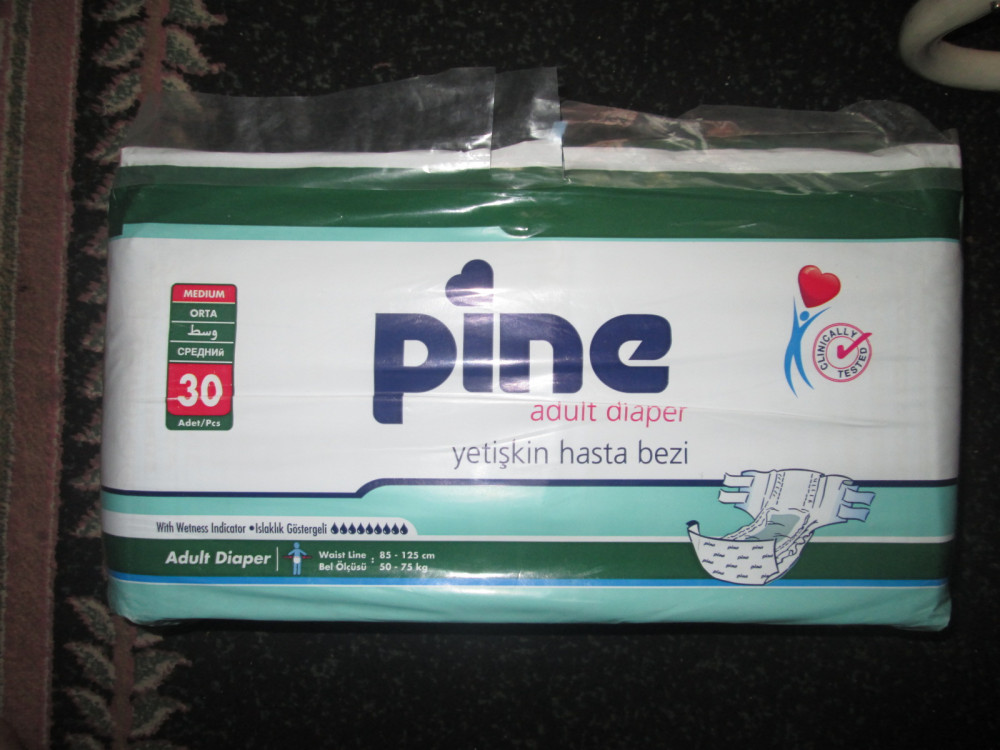 MEDIUM
ORTA
وسط
СРЕДНИЙ
30
Adet/Pcs
pine
adult diaper
yetişkin hasta bezi
CLINICALLY
TESTED
With Wetness Indicator • Islaklık Göstergeli
Adult Diaper
Waist Line : 85 - 125 cm
Bel Ölçüsü 50 - 75 kg